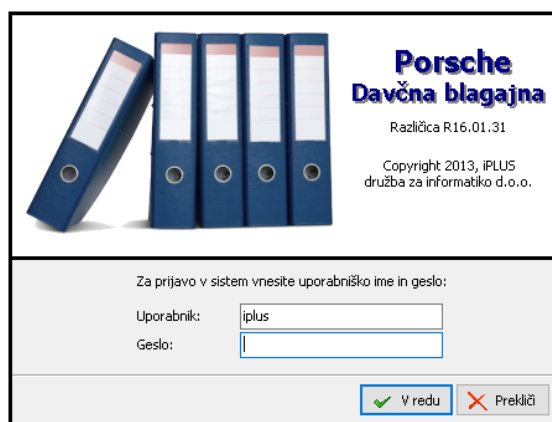 Porsche
Davčna blagajna
Različica R16.01.31
Copyright 2013, iPLUS
družba za informatiko d.o.o.
Za prijavo v sistem vnesite uporabniško ime in geslo:
Uporabnik: iplus
Geslo:
V redu Prekliči